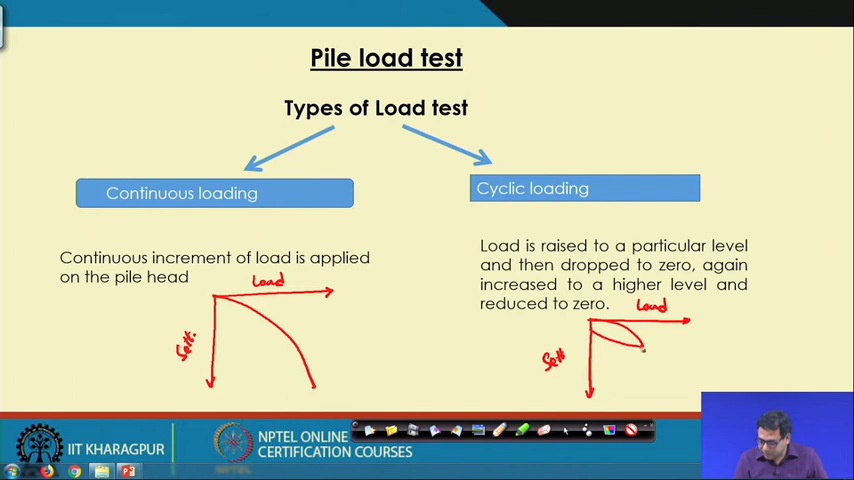 Pile load test
Types of Load test
Continuous loading
Cyclic loading
Continuous increment of load is applied
on the pile head
Load
Sett.
Load is raised to a particular level
and then dropped to zero, again
increased to a higher level and
reduced to zero.
Load
Sett
IIT KHARAGPUR
NPTEL ONLINE
CERTIFICATION COURSES